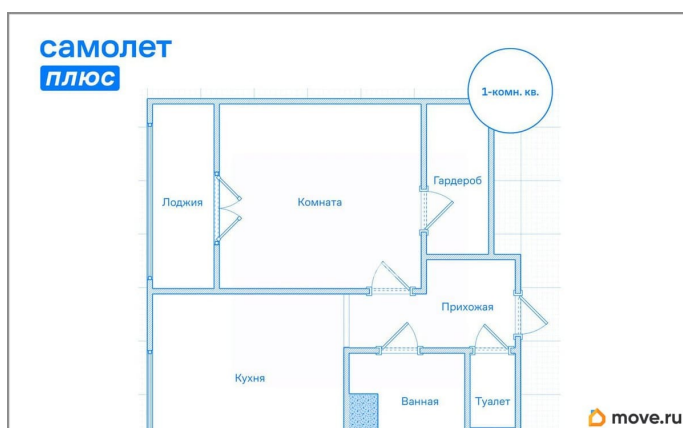 самолет
плюс
1-комн. кв.
Гардероб
Лоджия
Комната
Прихожая
Кухня
Ванная
Туалет
move.ru